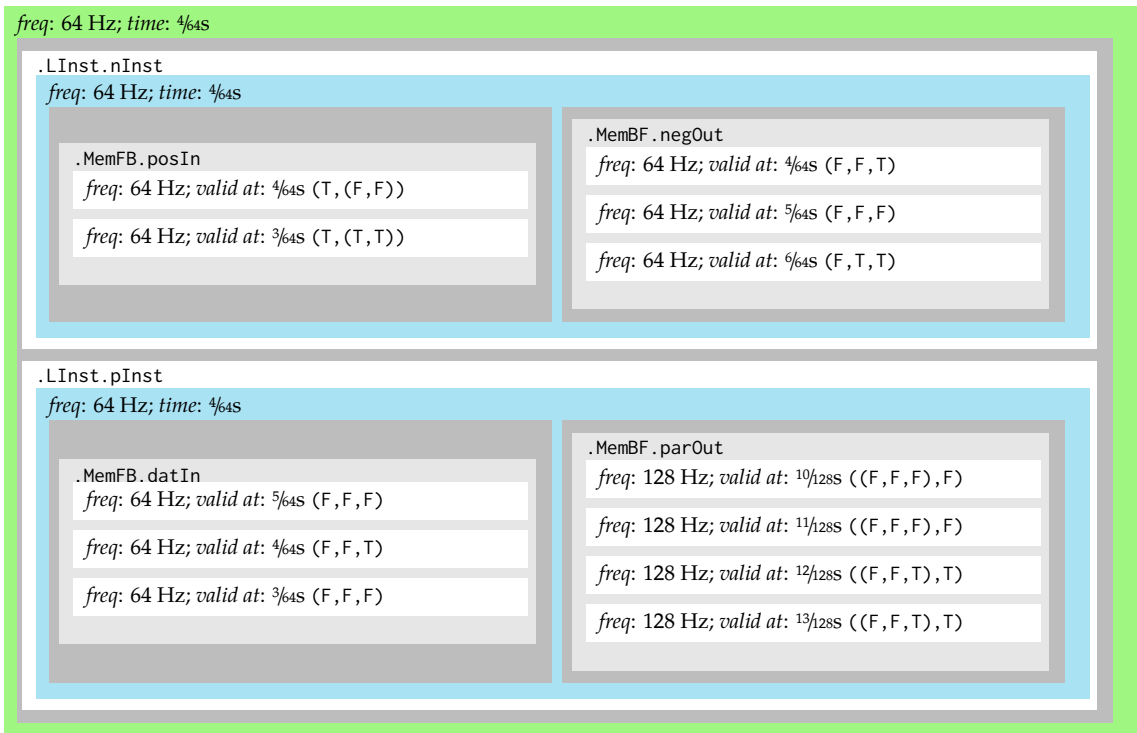 freq: 64 Hz; time: 4/64s
.LInst.nInst
freq: 64 Hz; time: 4/64s
.MemFB.posIn
freq: 64 Hz; valid at: 4/64s (T,(F,F))
freq: 64 Hz; valid at: 3/64s (T,(T,T))
.MemBF.negOut
freq: 64 Hz; valid at: 4/64s (F,F,T)
freq: 64 Hz; valid at: 5/64s (F,F,F)
freq: 64 Hz; valid at: 6/64s (F,T,T)
.LInst.pInst
freq: 64 Hz; time: 4/64s
.MemFB.datIn
freq: 64 Hz; valid at: 5/64s (F,F,F)
freq: 64 Hz; valid at: 4/64s (F,F,T)
freq: 64 Hz; valid at: 3/64s (F,F,F)
.MemBF.parOut
freq: 128 Hz; valid at: 10/128s ((F,F,F),F)
freq: 128 Hz; valid at: 11/128s ((F,F,F),F)
freq: 128 Hz; valid at: 12/128s ((F,F,T),T)
freq: 128 Hz; valid at: 13/128s ((F,F,T),T)